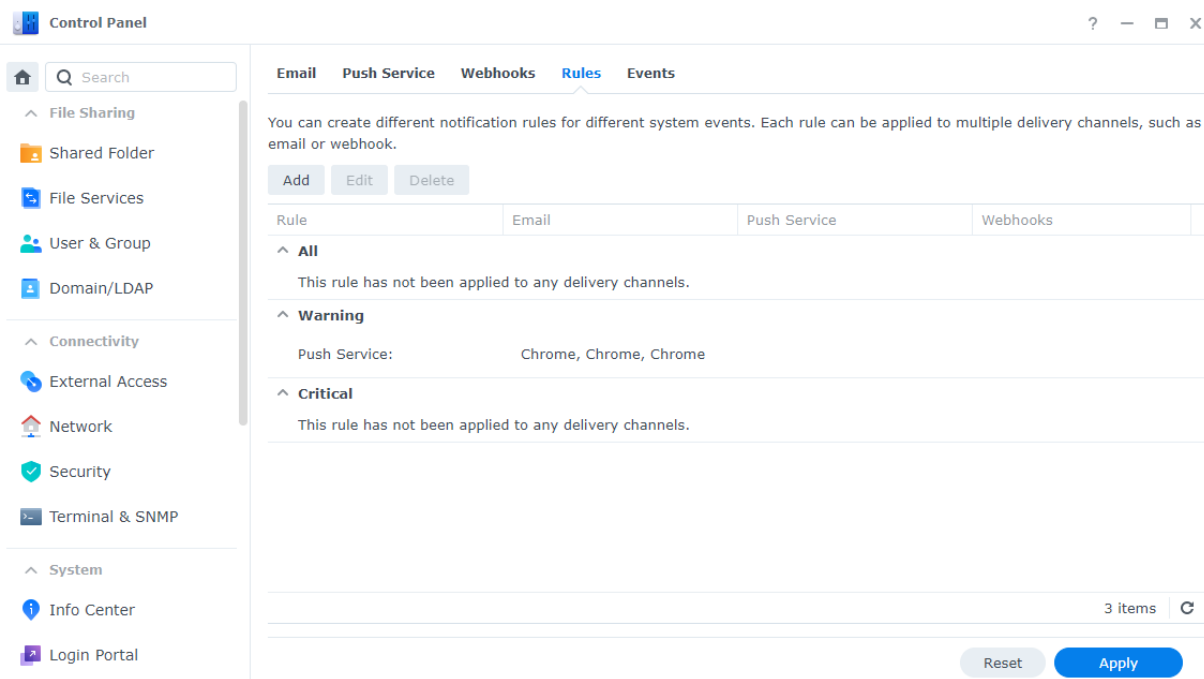 Control Panel
Search
File Sharing
Shared Folder
File Services
User & Group
Domain/LDAP
Connectivity
External Access
Network
Security
Terminal & SNMP
System
Info Center
Login Portal
Email Push Service Webhooks Rules Events
You can create different notification rules for different system events. Each rule can be applied to multiple delivery channels, such as
email or webhook.
Add Edit Delete
Rule Email Push Service Webhooks
All
This rule has not been applied to any delivery channels.
Warning
Push Service: Chrome, Chrome, Chrome
Critical
This rule has not been applied to any delivery channels.
3 items
Reset Apply